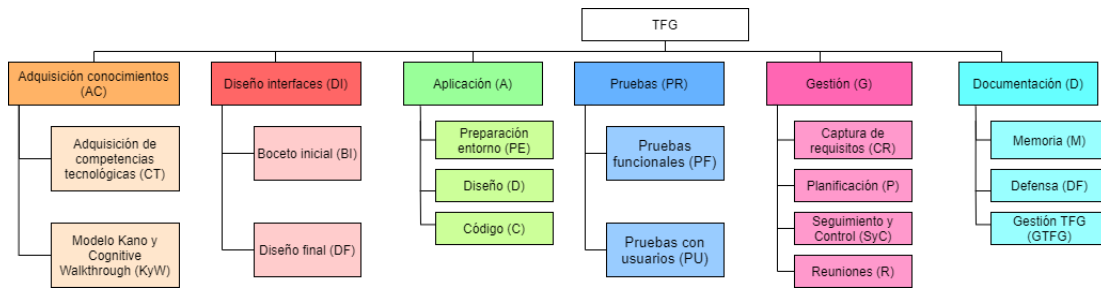 TFG
Adquisición conocimientos
(AC)
Diseño interfaces (DI)
Aplicación (A)
Pruebas (PR)
Gestión (G)
Documentación (D)
Adquisición de
competencias
tecnológicas (CT)
Modelo Kano y
Cognitive
Walkthrough (KyW)
Boceto inicial (BI)
Diseño final (DF)
Preparación
entorno (PE)
Diseño (D)
Código (C)
Pruebas
funcionales (PF)
Pruebas con
usuarios (PU)
Captura de
requisitos (CR)
Planificación (P)
Seguimiento y
Control (SyC)
Reuniones (R)
Memoria (M)
Defensa (DF)
Gestión TFG
(GTFG)